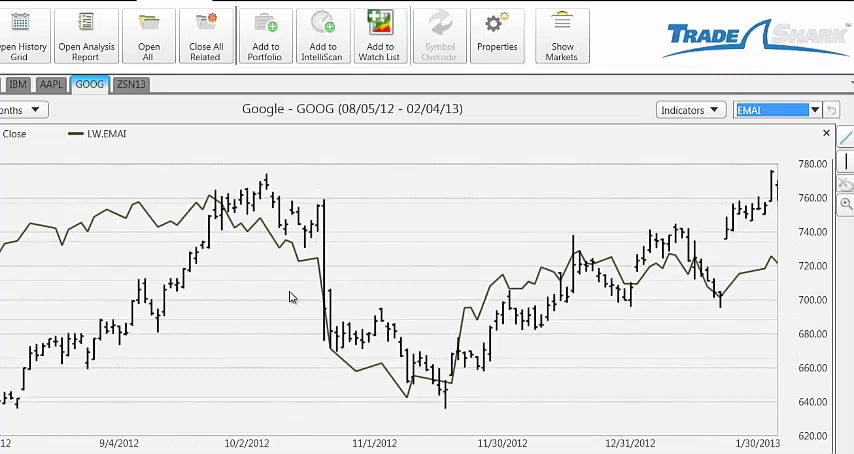 Open History
Grid
Open Analysis
Report
Open
All
Close All
Related
Add to
Portfolio
Add to
IntelliScan
Add to
Watch List
Symbol
Override
Properties
Show
Markets
TRADE SHARK
IBM
AAPL
GOOG
ZSN13
onths
Google - GOOG (08/05/12 - 02/04/13)
Indicators
EMAI
Close
LW.EMAI
780.00
760.00
740.00
720.00
700.00
680.00
660.00
640.00
620.00
12
9/4/2012
10/2/2012
11/1/2012
11/30/2012
12/31/2012
1/30/2013